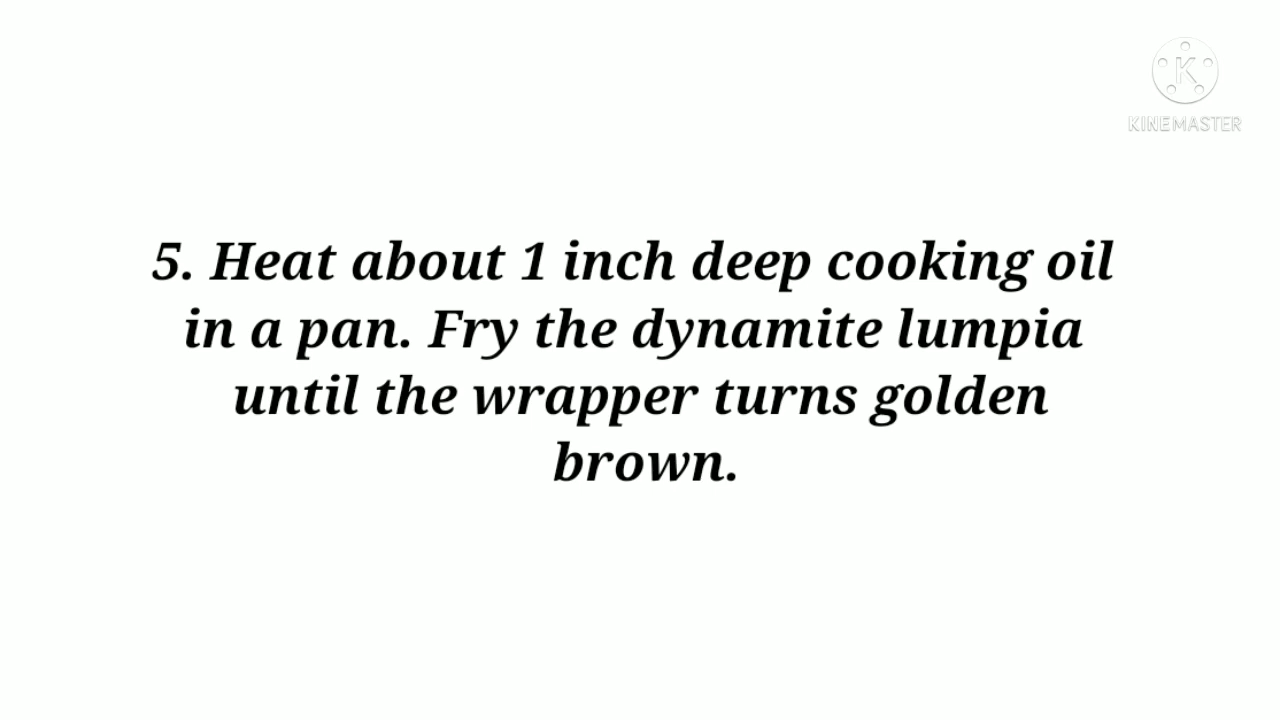 K
KINEMASTER
5. Heat about 1 inch deep cooking oil
in a pan. Fry the dynamite lumpia
until the wrapper turns golden
brown.